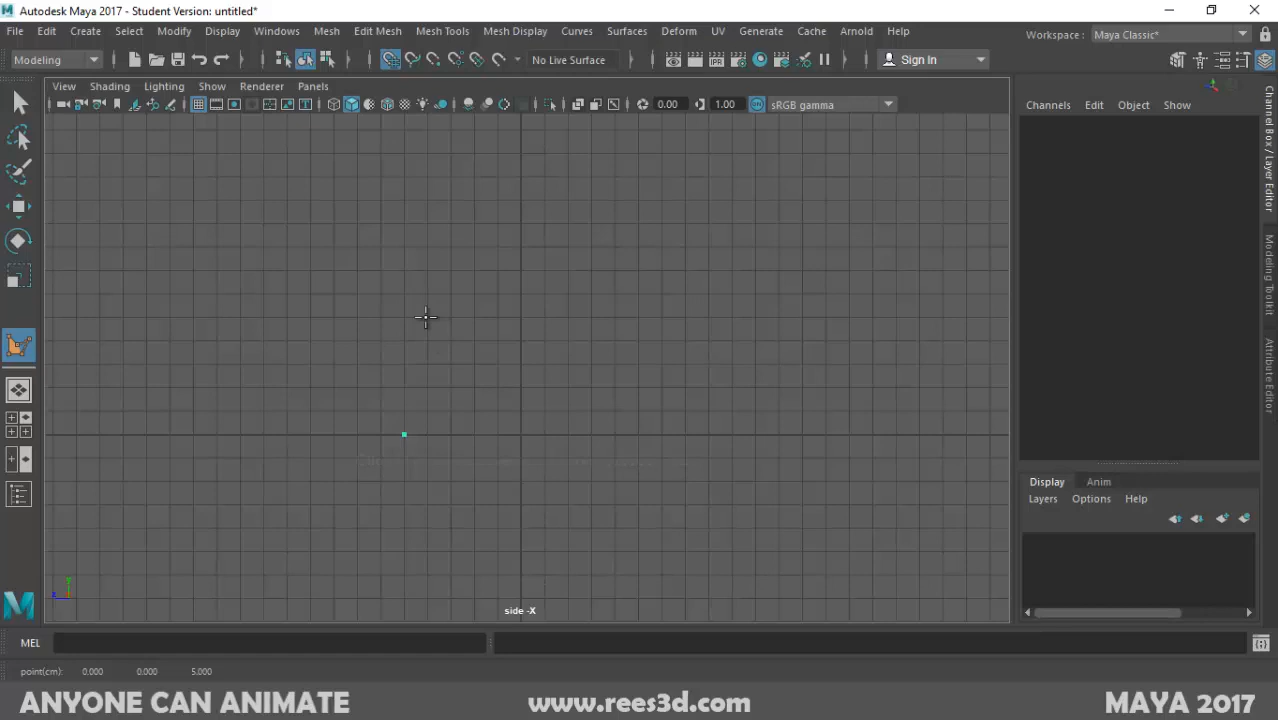 Autodesk Maya 2017 - Student Version: untitled*
File Edit Create Select Modify Display Windows Mesh Edit Mesh Mesh Tools Mesh Display Curves Surfaces Deform UV Generate Cache Arnold Help
Workspace : Maya Classic*
Modeling
No Live Surface
IPR
Sign In
View Shading Lighting Show Renderer Panels
0.00
1.00
sRGB gamma
Channels Edit Object Show
Channel Box / Layer Editor
Modeling Toolkit
Attribute Editor
Display Anim
Layers Options Help
side -X
MEL
point(cm): 0.000 0.000 5.000
ANYONE CAN ANIMATE
www.rees3d.com
MAYA 2017